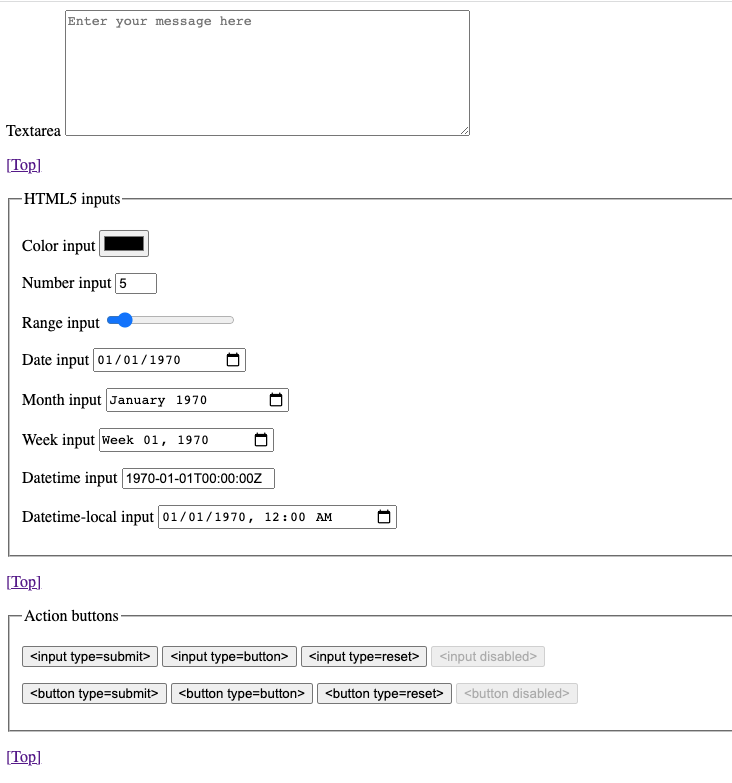 Enter your message here
Textarea
[Top]
HTML5 inputs
Color input
Number input 5
Range input
Date input 01/01/1970
Month input January 1970
Week input Week 01, 1970
Datetime input 1970-01-01T00:00:00Z
Datetime-local input 01/01/1970, 12:00 AM
[Top]
Action buttons
<input type=submit> <input type=button> <input type=reset> <input disabled>
<button type=submit> <button type=button> <button type=reset> <button disabled>
[Top]